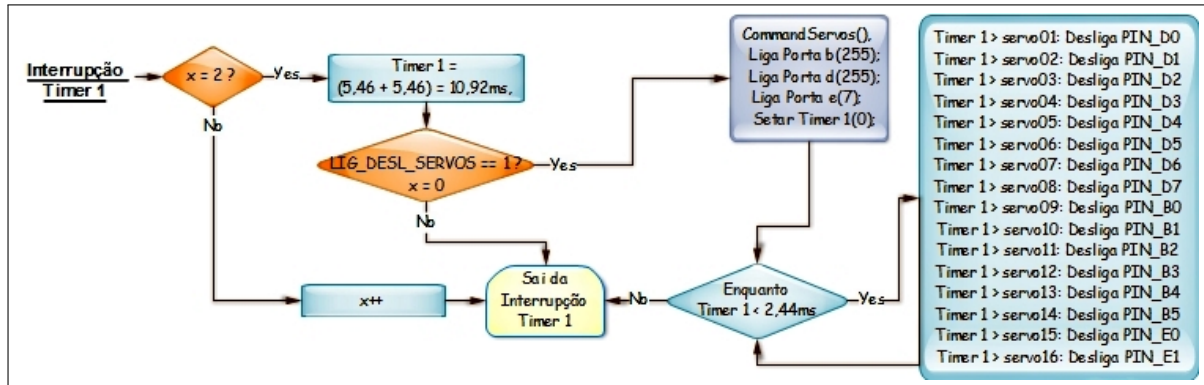 Interrupção
Timer 1
x = 2 ?
Yes
No
Timer 1 =
(5,46 + 5,46) = 10,92ms,
LIG_DESL_SERVOS == 1?
x = 0
Yes
No
x++
Sai da
Interrupção
Timer 1
CommandServos(),
Liga Porta b(255);
Liga Porta d(255);
Liga Porta e(7);
Setar Timer 1(0);
Enquanto
Timer 1 < 2,44ms
No
Yes
Timer 1 > servo01: Desliga PIN_D0
Timer 1 > servo02: Desliga PIN_D1
Timer 1 > servo03: Desliga PIN_D2
Timer 1 > servo04: Desliga PIN_D3
Timer 1 > servo05: Desliga PIN_D4
Timer 1 > servo06: Desliga PIN_D5
Timer 1 > servo07: Desliga PIN_D6
Timer 1 > servo08: Desliga PIN_D7
Timer 1 > servo09: Desliga PIN_B0
Timer 1 > servo10: Desliga PIN_B1
Timer 1 > servo11: Desliga PIN_B2
Timer 1 > servo12: Desliga PIN_B3
Timer 1 > servo13: Desliga PIN_B4
Timer 1 > servo14: Desliga PIN_B5
Timer 1 > servo15: Desliga PIN_E0
Timer 1 > servo16: Desliga PIN_E1